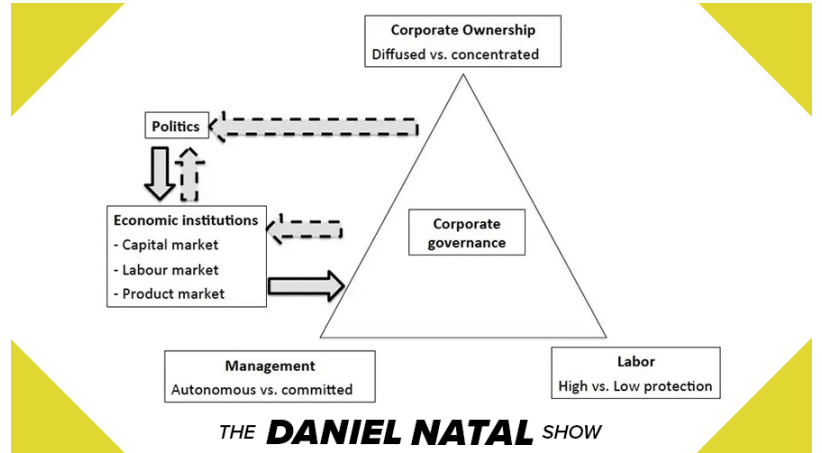 Corporate Ownership
Diffused vs. concentrated
Politics
Economic institutions
- Capital market
- Labour market
- Product market
Corporate
governance
Management
Autonomous vs. committed
Labor
High vs. Low protection
THE DANIEL NATAL SHOW